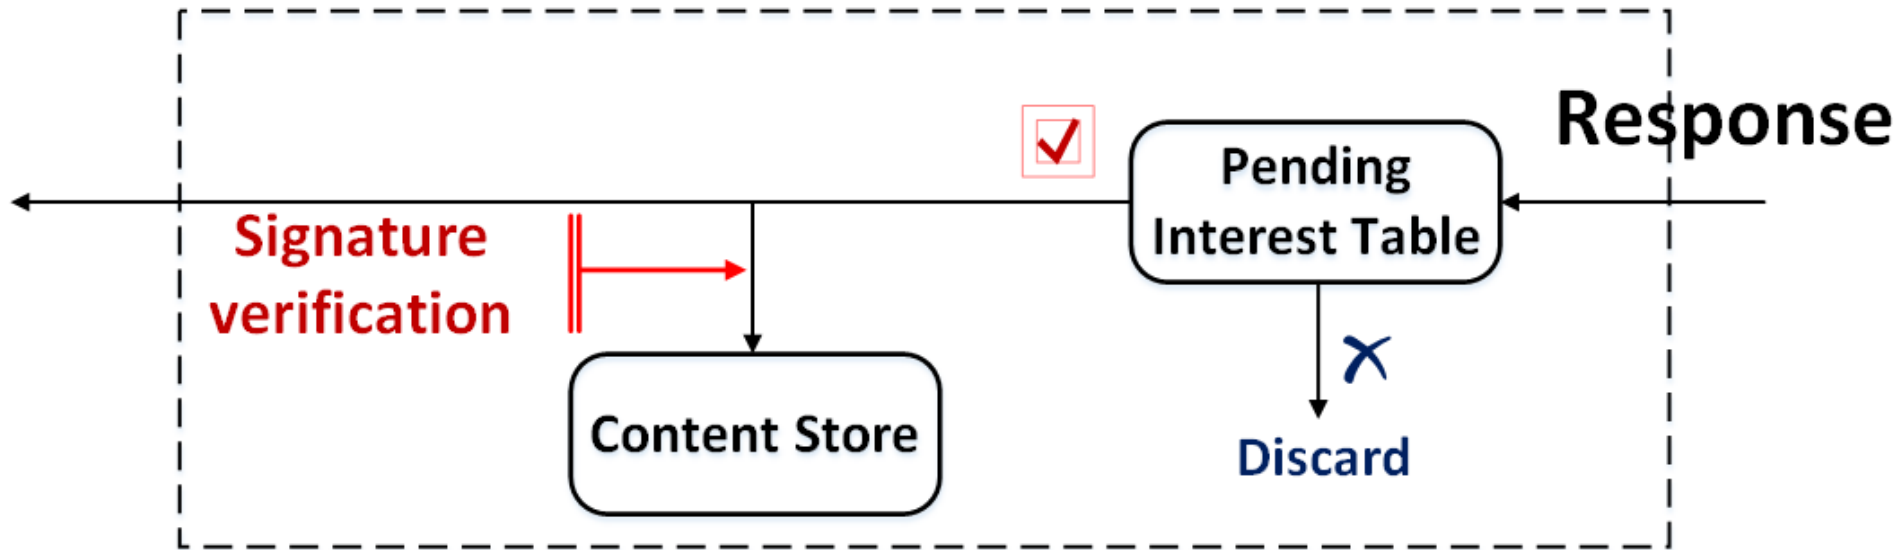 Response
Pending
Interest Table
Signature
verification
Content Store
Discard